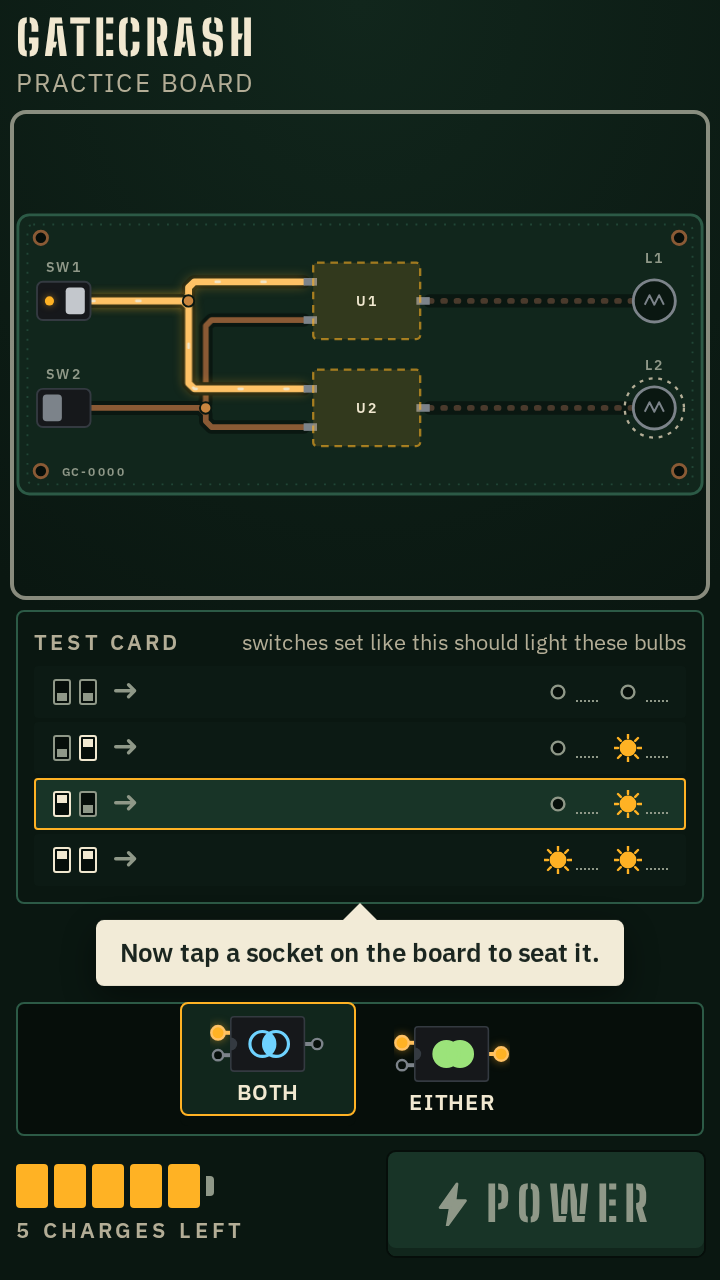 GATECRASH
PRACTICE BOARD
SW1
L1
U1
SW2
L2
U2
GC-0000
TEST CARD switches set like this should light these bulbs
Now tap a socket on the board to seat it.
BOTH
EITHER
5 CHARGES LEFT
POWER